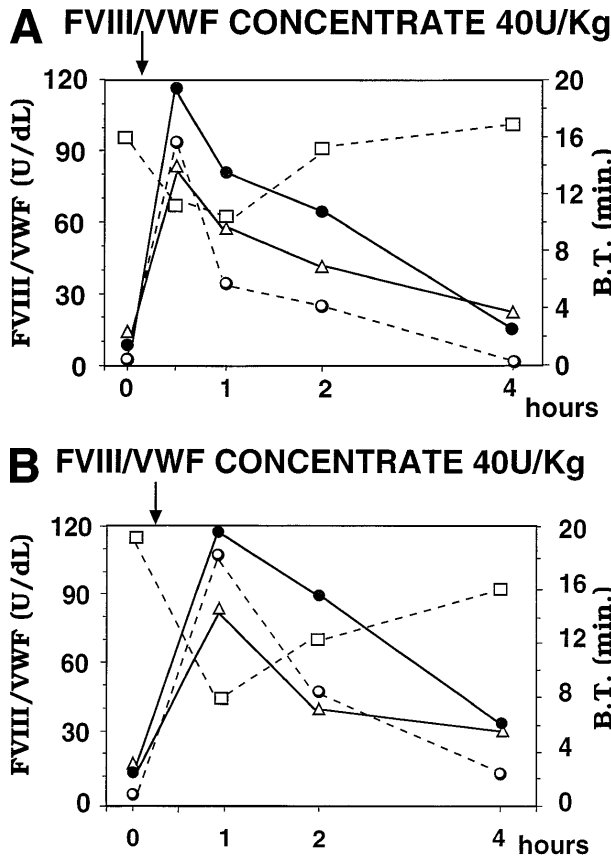 A FVIII/VWF CONCENTRATE 40U/Kg
FVIII/VWF (U/dL)
120
90
60
30
0
20
16
12
8
4
0
B.T. (min.)
0 1 2 4
hours
B FVIII/VWF CONCENTRATE 40U/Kg
FVIII/VWF (U/dL)
120
90
60
30
0
20
16
12
8
4
0
B.T. (min.)
0 1 2 4 hours